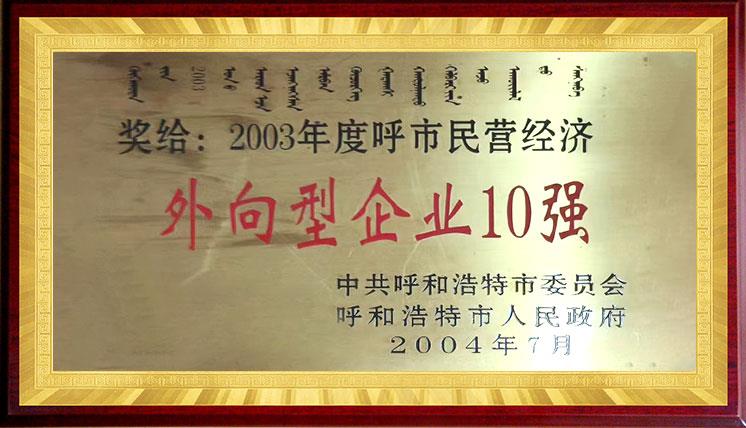 2003
奖给：2003年度呼市民营经济
外向型企业10强
中共呼和浩特市委员会
呼和浩特市人民政府
2004年7月